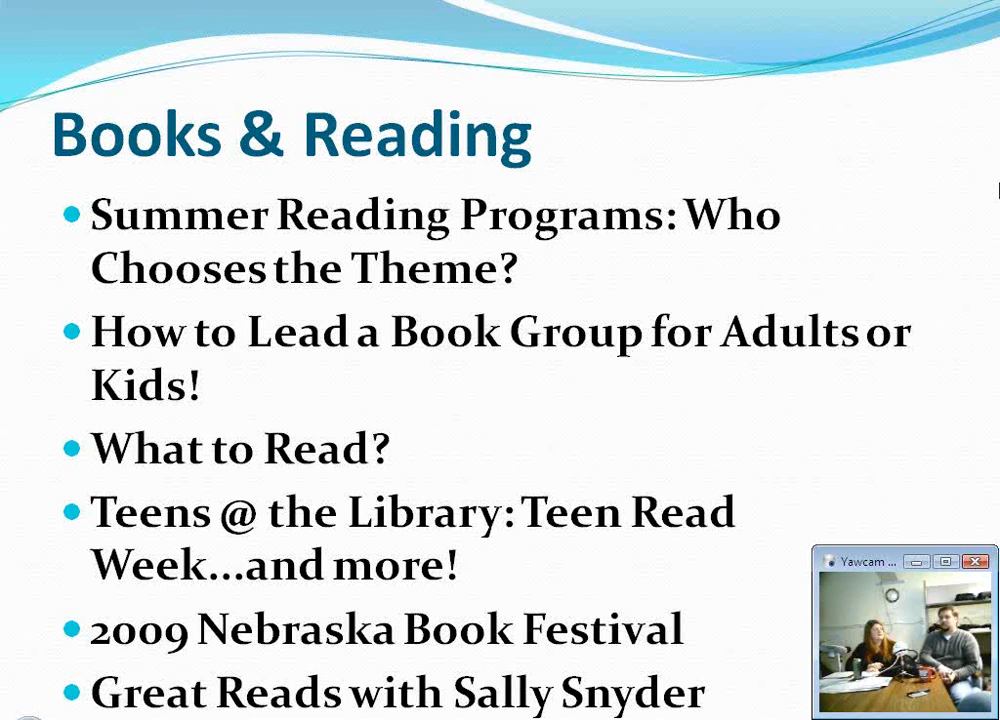 Books & Reading
Summer Reading Programs: Who
Chooses the Theme?
How to Lead a Book Group for Adults or
Kids!
What to Read?
Teens @ the Library: Teen Read
Week...and more!
Yawcam ...
2009 Nebraska Book Festival
Great Reads with Sally Snyder